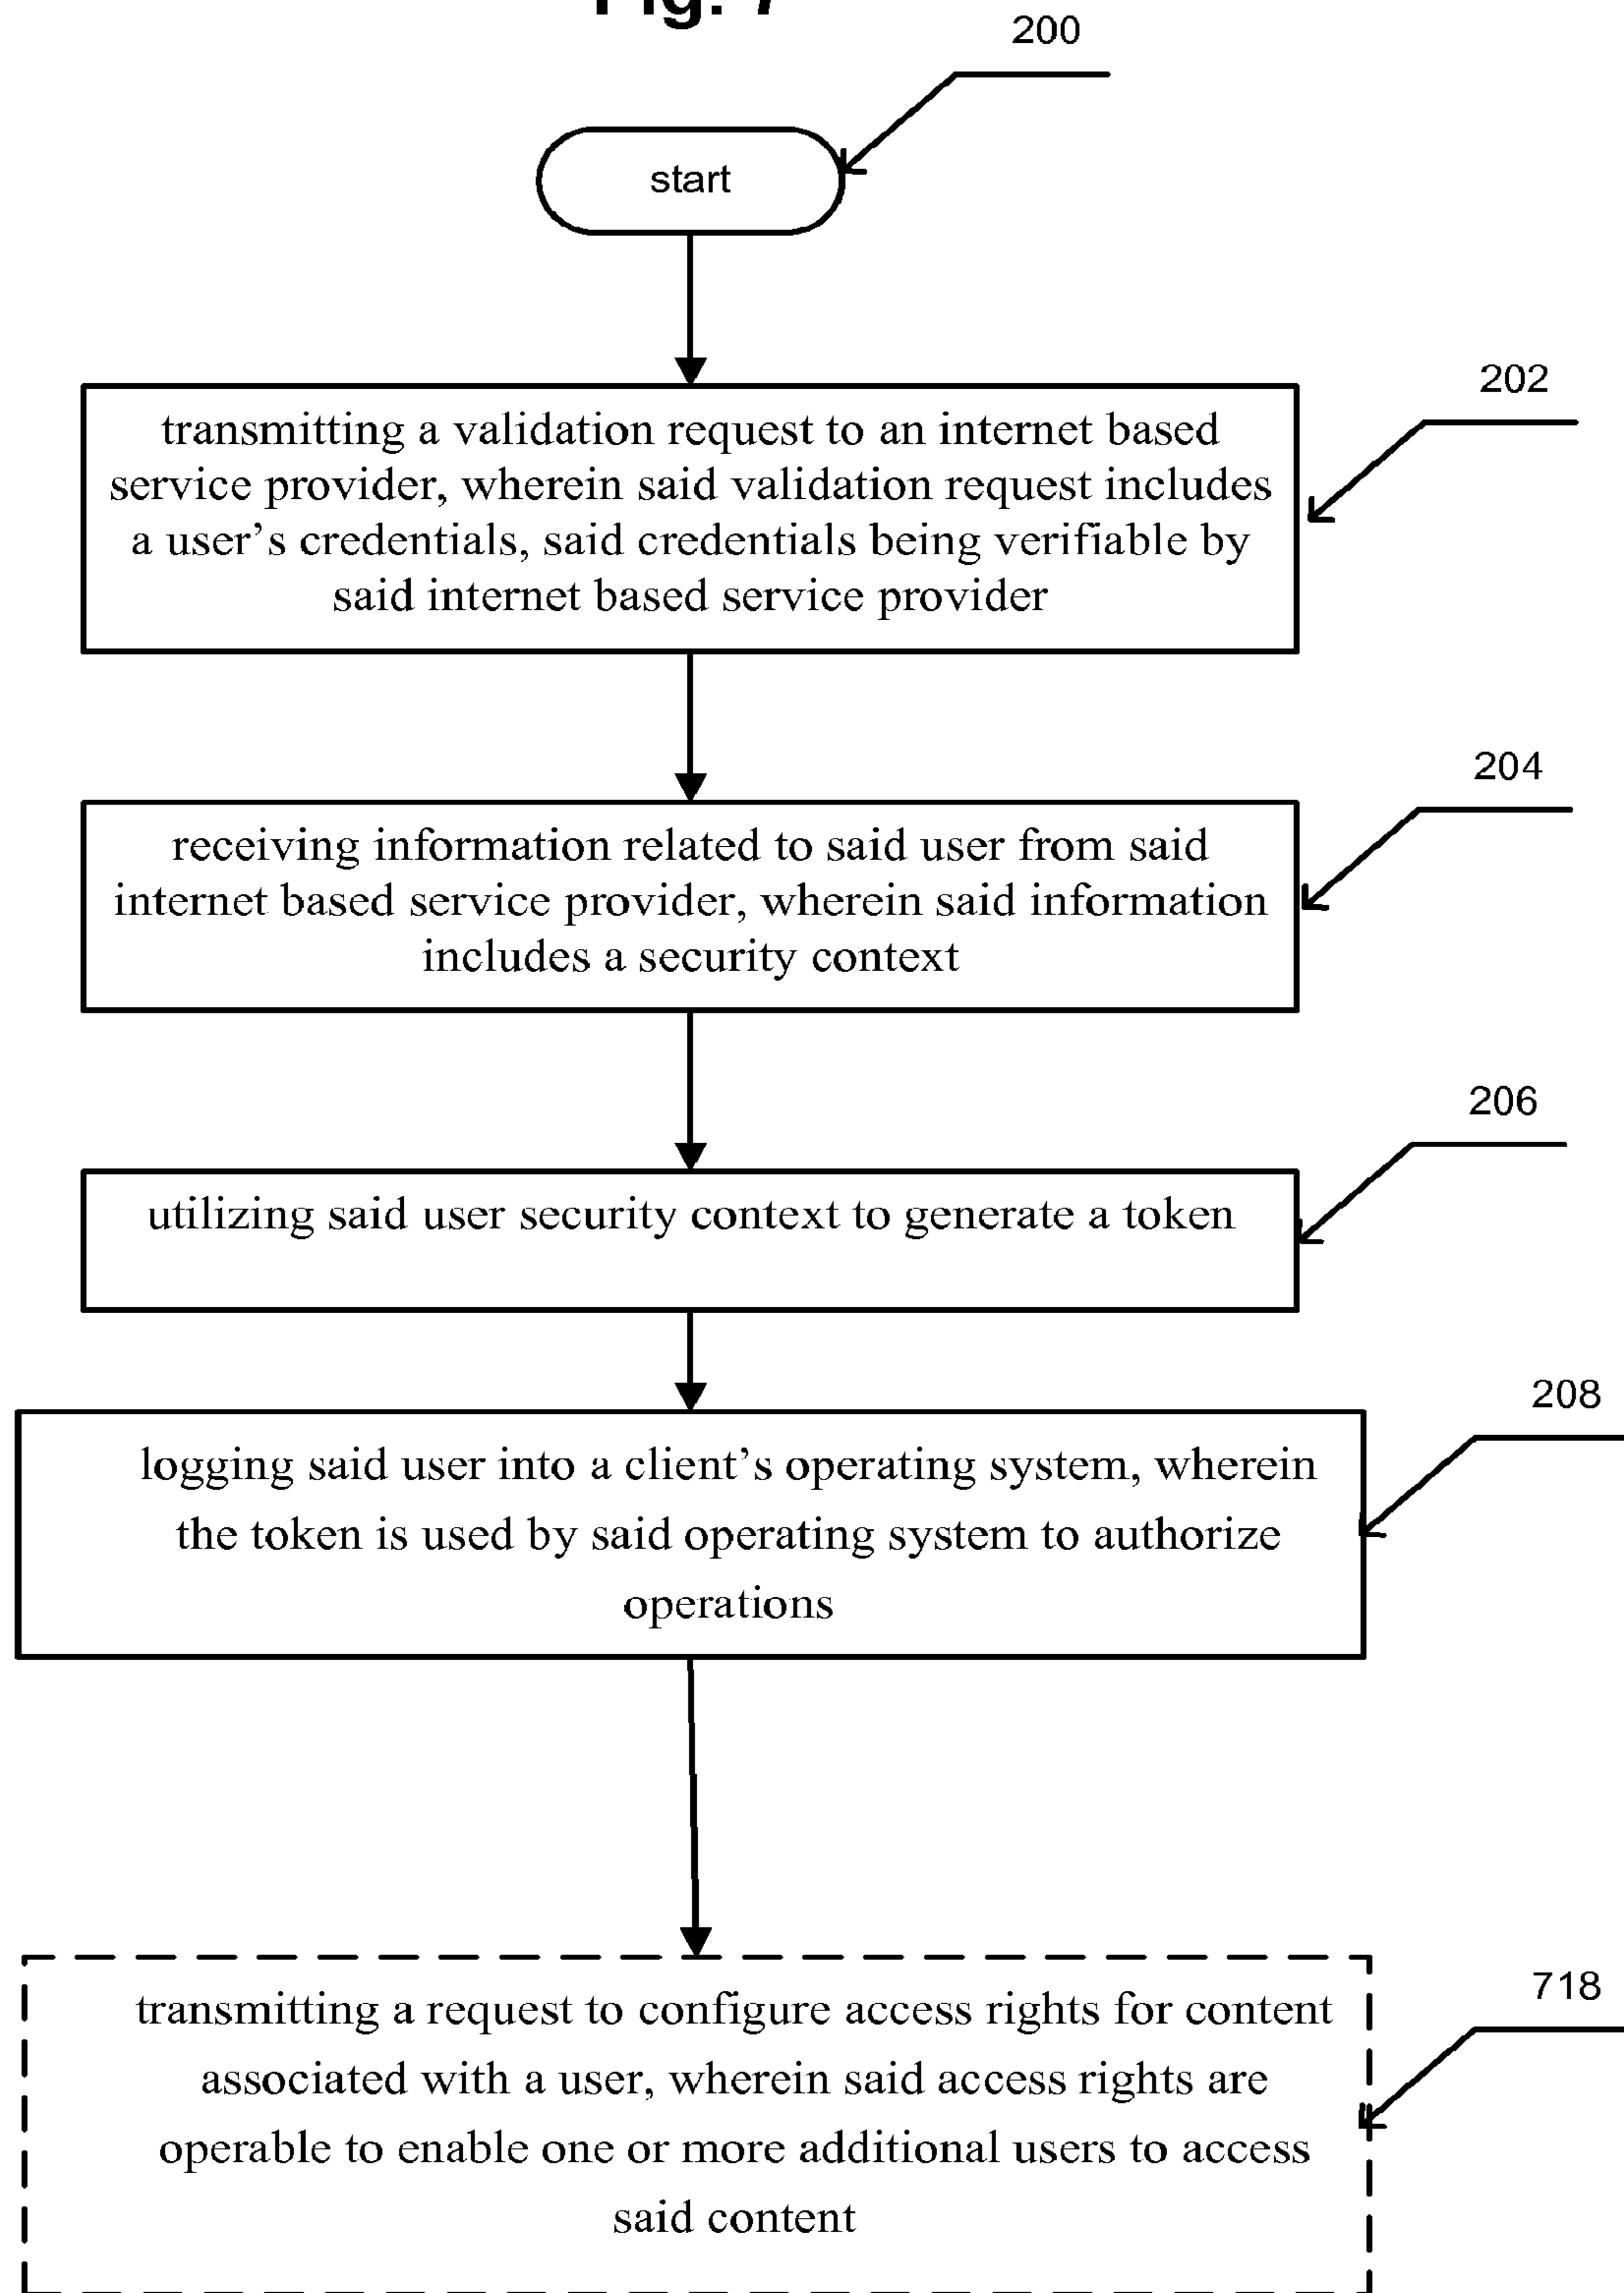 Fig. 7
200
start
202
transmitting a validation request to an internet based
service provider, wherein said validation request includes
a user’s credentials, said credentials being verifiable by
said internet based service provider
204
receiving information related to said user from said
internet based service provider, wherein said information
includes a security context
206
utilizing said user security context to generate a token
208
logging said user into a client’s operating system, wherein
the token is used by said operating system to authorize
operations
718
transmitting a request to configure access rights for content
associated with a user, wherein said access rights are
operable to enable one or more additional users to access
said content